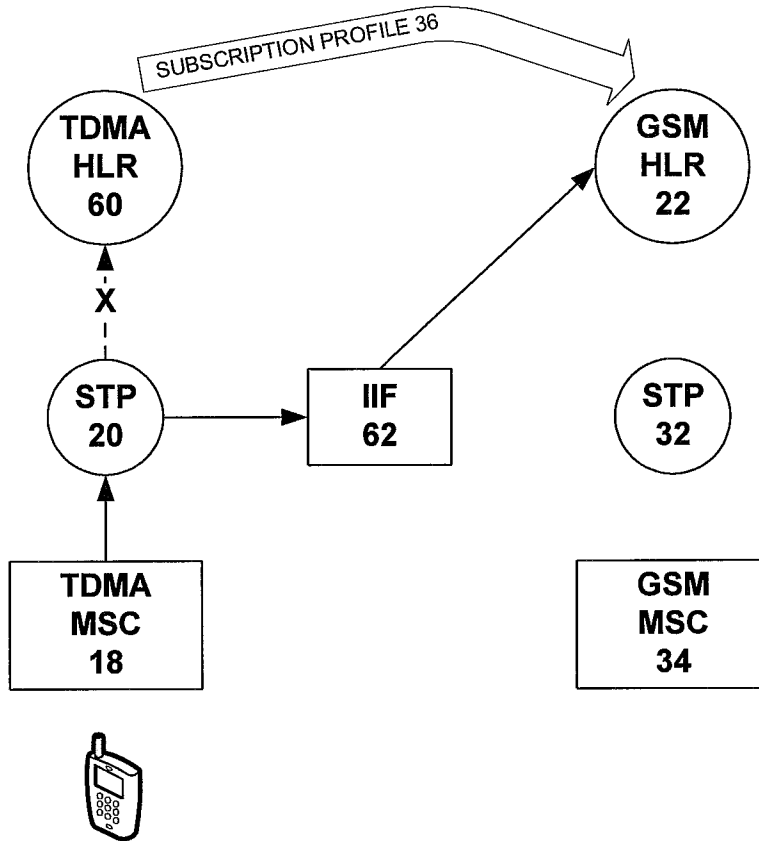 SUBSCRIPTION PROFILE 36
TDMA
HLR
60
GSM
HLR
22
X
STP
20
IIF
62
STP
32
TDMA
MSC
18
GSM
MSC
34